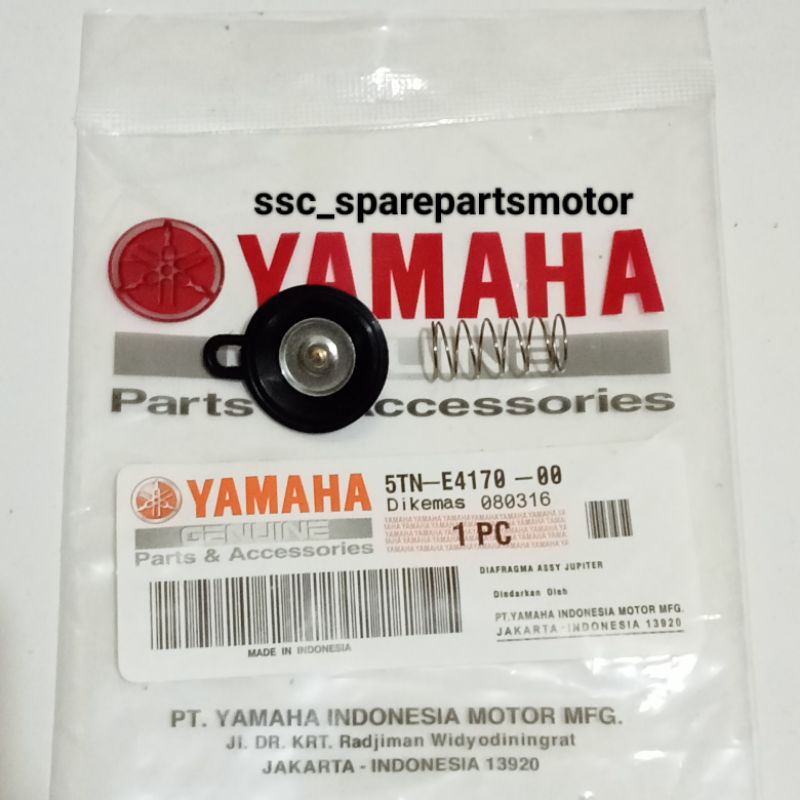 ssc_sparepartsmotor
YAMAHA
Parts & Accessories
YAMAHA
5TN-E4170-00
GENUINE
Dikemas 080316
Parts & Accessories
1 PC
DIAFRAGMA ASSY JUPITER
Diedarkan Oleh
PT.YAMAHA INDONESIA MOTOR MFG.
JAKARTA-INDONESIA 13920
MADE IN INDONESIA
PT. YAMAHA INDONESIA MOTOR MFG.
Jl. DR. KRT. Radjiman Widyodiningrat
JAKARTA - INDONESIA 13920